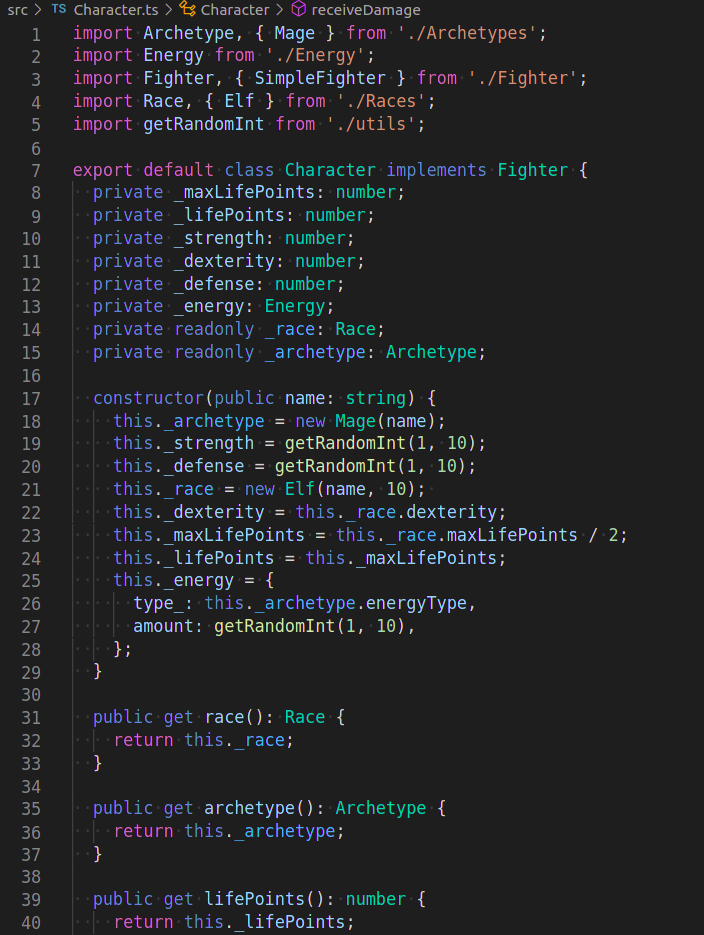 src > TS Character.ts > Character > receiveDamage
1 import Archetype, { Mage } from './Archetypes';
2 import Energy from './Energy';
3 import Fighter, { SimpleFighter } from './Fighter';
4 import Race, { Elf } from './Races';
5 import getRandomInt from './utils';
6
7 export default class Character implements Fighter {
8   private _maxLifePoints: number;
9   private _lifePoints: number;
10   private _strength: number;
11   private _dexterity: number;
12   private _defense: number;
13   private _energy: Energy;
14   private readonly _race: Race;
15   private readonly _archetype: Archetype;
16
17   constructor(public name: string) {
18     this._archetype = new Mage(name);
19     this._strength = getRandomInt(1, 10);
20     this._defense = getRandomInt(1, 10);
21     this._race = new Elf(name, 10);
22     this._dexterity = this._race.dexterity;
23     this._maxLifePoints = this._race.maxLifePoints / 2;
24     this._lifePoints = this._maxLifePoints;
25     this._energy = {
26       type_: this._archetype.energyType,
27       amount: getRandomInt(1, 10),
28     };
29   }
30
31   public get race(): Race {
32     return this._race;
33   }
34
35   public get archetype(): Archetype {
36     return this._archetype;
37   }
38
39   public get lifePoints(): number {
40     return this._lifePoints;